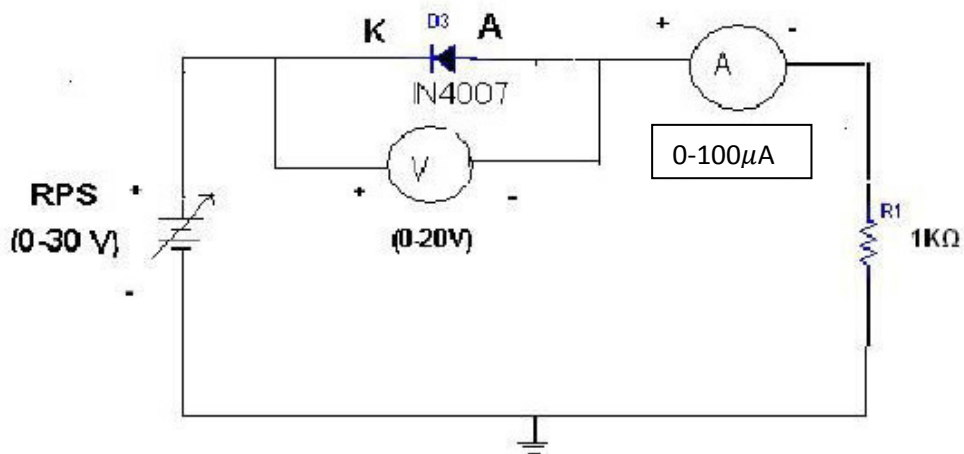 K D3 A
+ -
A
IN4007
0-100µA
V
+ -
RPS +
(0-30 V)
-
(0-20V)
R1
1KΩ